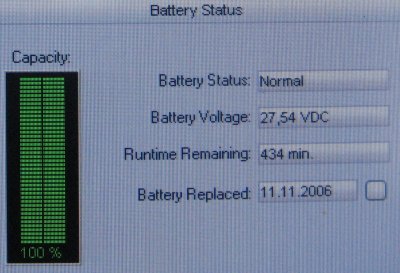 Battery Status
Capacity:
Battery Status: Normal
Battery Voltage: 27,54 VDC
Runtime Remaining: 434 min.
Battery Replaced: 11.11.2006
100 %